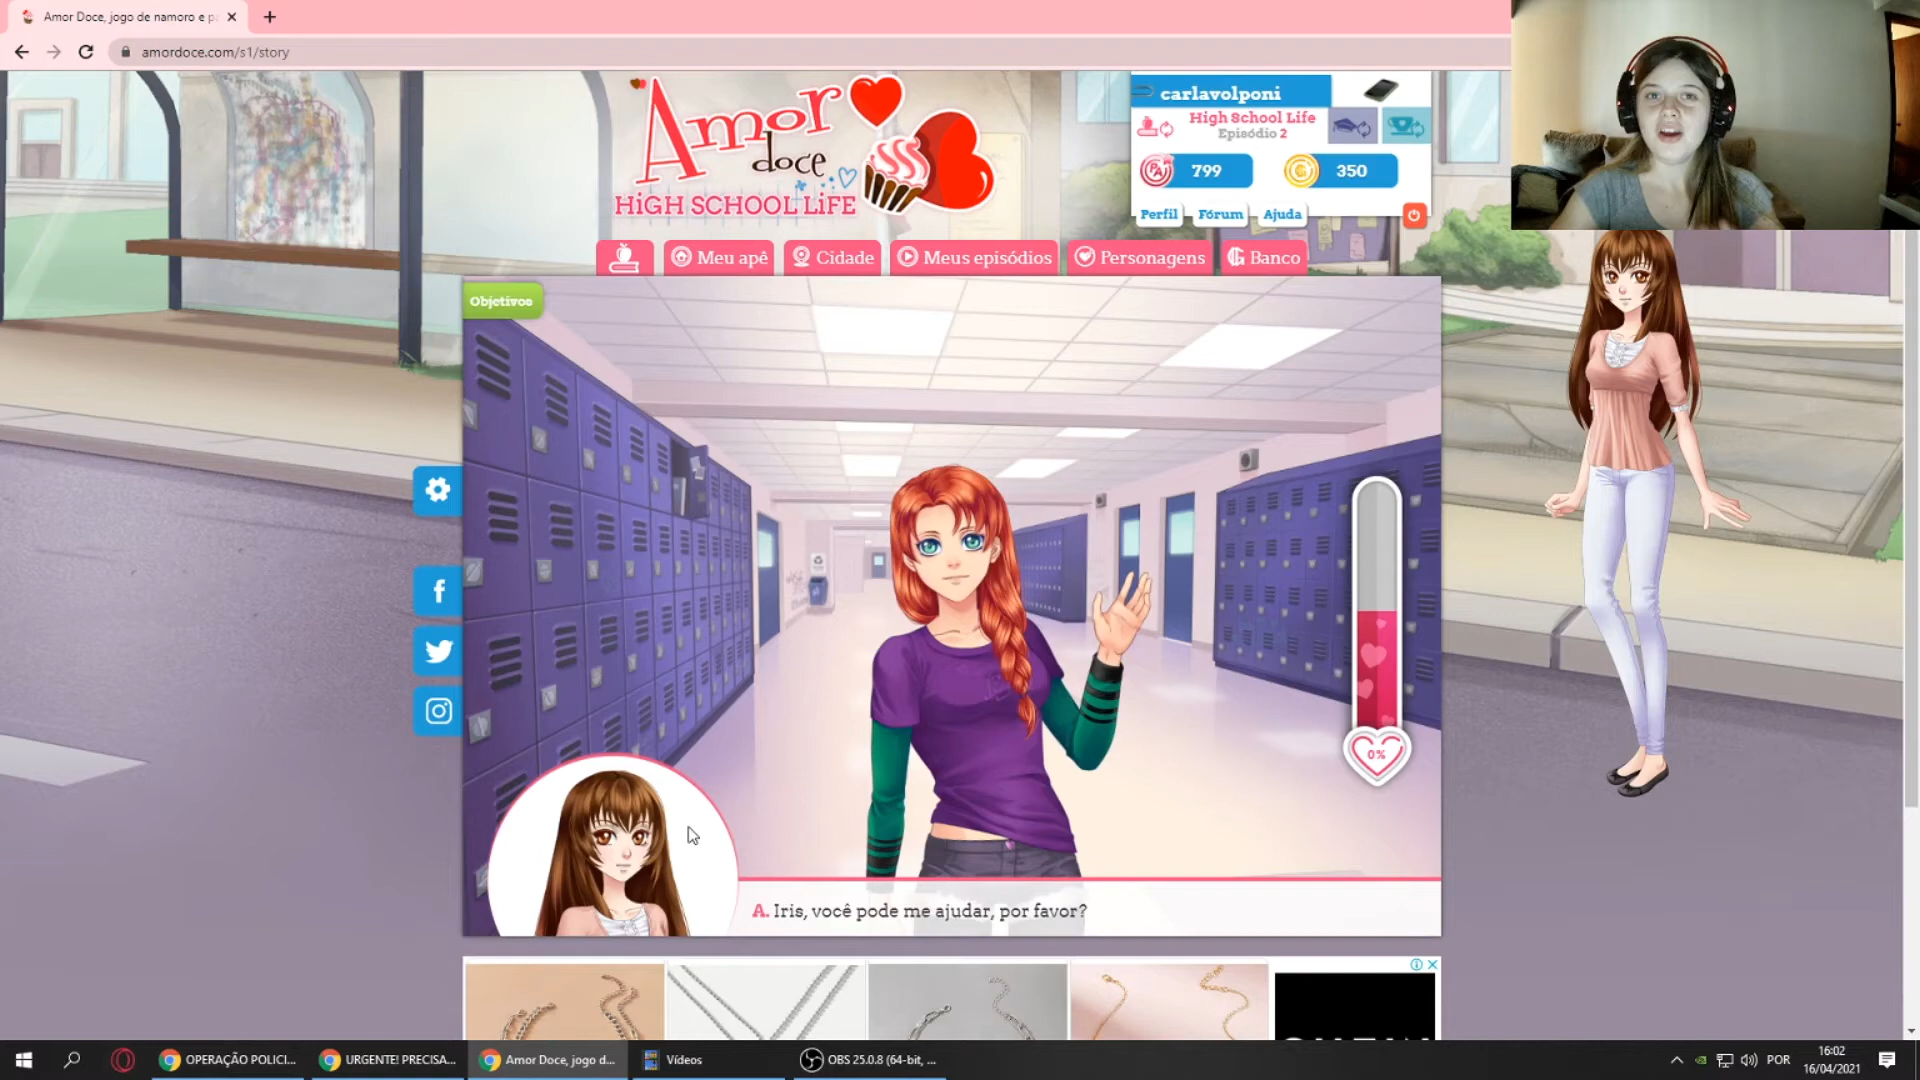 Amor Doce, jogo de namoro e p
amordoce.com/s1/story
Amor
doce
HiGH SCHOOL LiFE
carlavolponi
High School Life
Episódio 2
PA
799
C
350
Perfil
Fórum
Ajuda
Meu apê
Cidade
Meus episódios
Personagens
Banco
Objetivos
0%
A. Iris, você pode me ajudar, por favor?
OPERAÇÃO POLICI...
URGENTE! PRECISA...
Amor Doce, jogo d...
Vídeos
OBS 25.0.8 (64-bit, ...
POR
16:02
16/04/2021